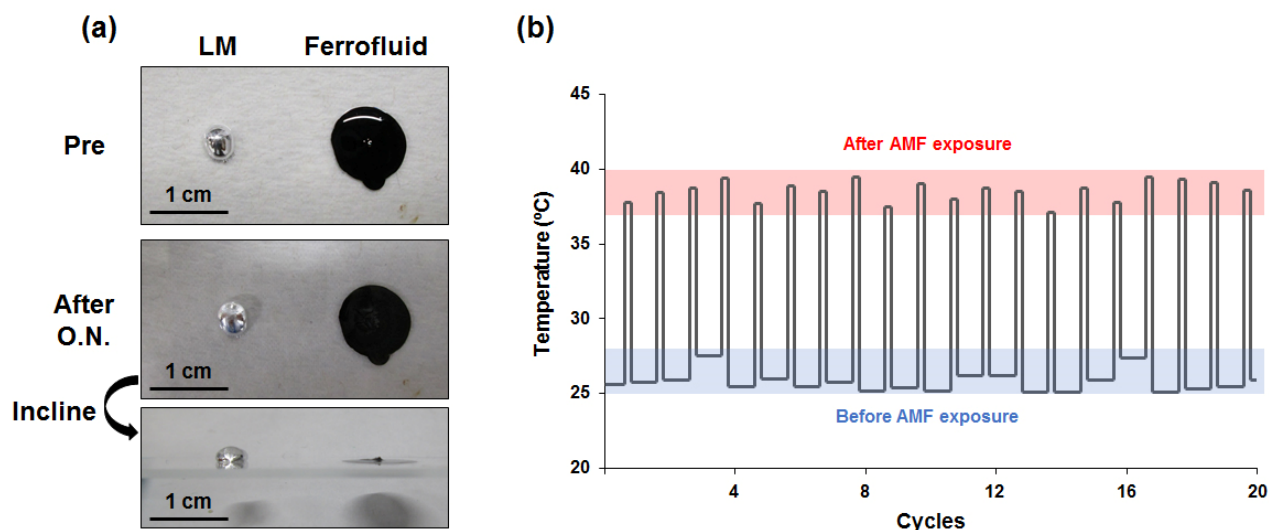 (a)
LM Ferrofluid
Pre
1 cm
After
O.N.
1 cm
Incline
1 cm
(b)
Temperature (ºC)
45
40
35
30
25
20
After AMF exposure
Before AMF exposure
4 8 12 16 20
Cycles